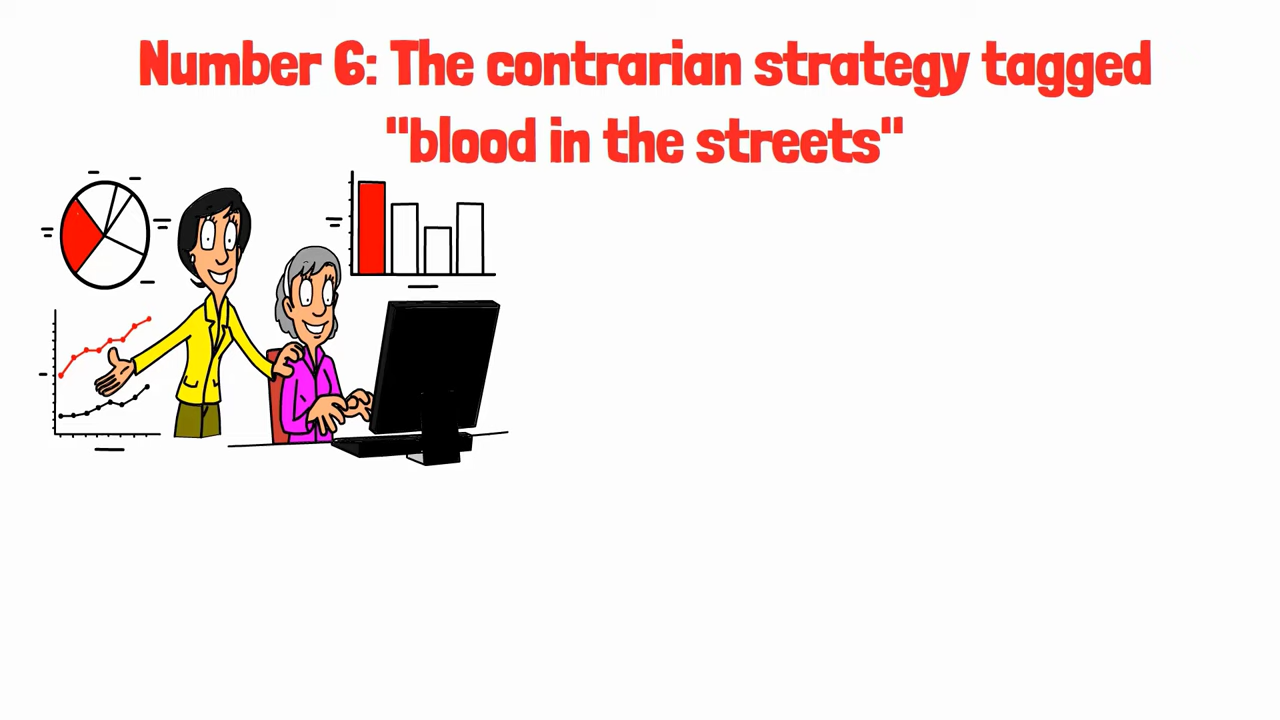 Number 6: The contrarian strategy tagged
"blood in the streets"